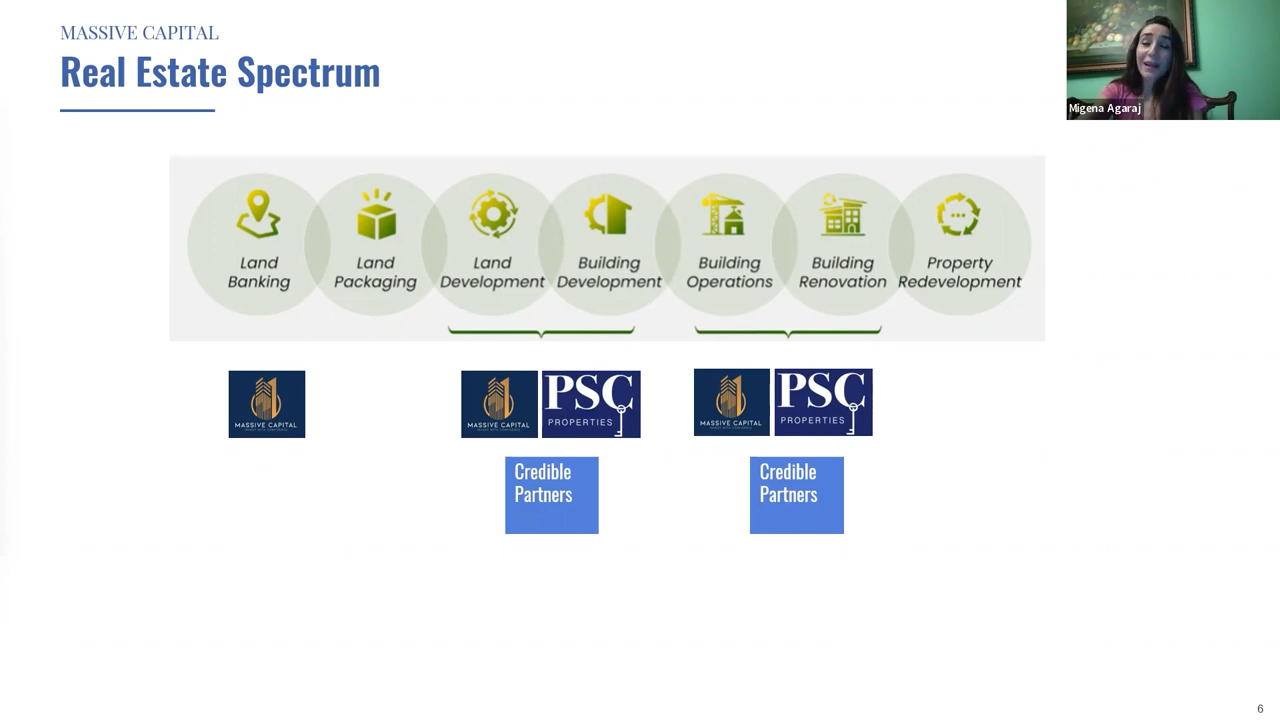 MASSIVE CAPITAL
Real Estate Spectrum
Migena Agaraj
Land
Banking
Land
Packaging
Land
Development
Building
Development
Building
Operations
Building
Renovation
Property
Redevelopment
MASSIVE CAPITAL
MASSIVE CAPITAL
PSC
PROPERTIES
MASSIVE CAPITAL
PSC
PROPERTIES
Credible
Partners
Credible
Partners
6